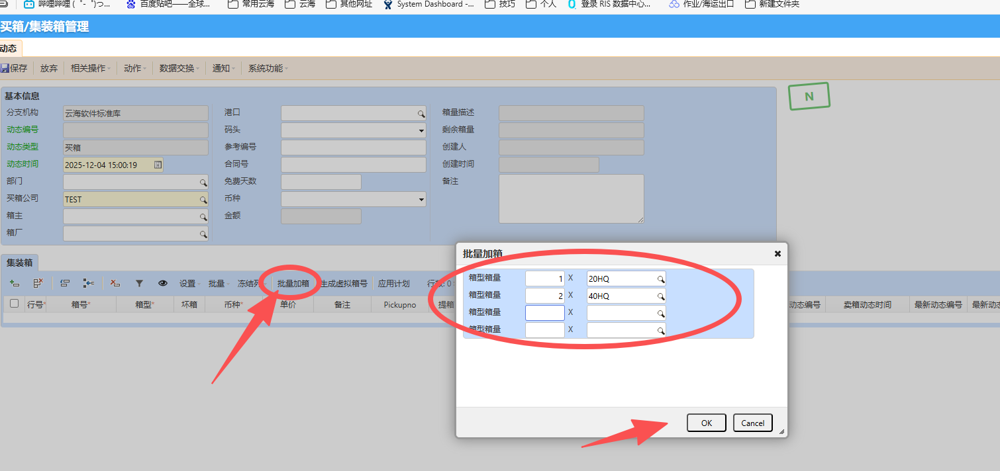 哔哩哔哩 ( ゜- ゜)つ... 百度贴吧——全球... 常用云海 云海 其他网址 System Dashboard -... 技巧 个人 登录 RIS 数据中心... 作业/海运出口 新建文件夹
买箱/集装箱管理
动态
保存 放弃 相关操作 动作 数据交换 通知 系统功能
N
基本信息
分支机构 云海软件标准库 港口 箱量描述
动态编号 码头 剩余箱量
动态类型 买箱 参考编号 创建人
动态时间 2025-12-04 15:00:19 合同号 创建时间
部门 免费天数 备注
买箱公司 TEST 币种
箱主 金额
箱厂
集装箱
设置 批量 冻结列 批量加箱 生成虚拟箱号 应用计划 行数: 0
行号* 箱号* 箱型* 坏箱 币种* 单价 备注 Pickupno 提箱 动态编号 卖箱动态时间 最新动态编号 最新动态
批量加箱
箱型箱量 1 X 20HQ
箱型箱量 2 X 40HQ
箱型箱量 X
箱型箱量 X
OK Cancel